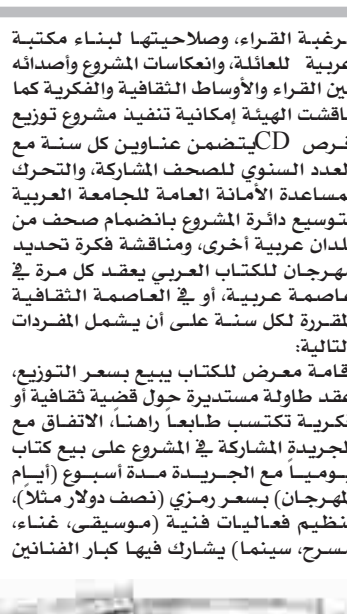 لرغبة القراء، وصلاحيتها لبناء مكتبة
عربية للعائلة، وانعكاسات المشروع وأصدائه
بين القراء والأوساط الثقافية والفكرية كما
ناقشت الهيئة إمكانية تنفيذ مشروع توزيع
قرص CDيتضمن عناوين كل سنة مع
العدد السنوي للصحف المشاركة، والتحرك
لمساعدة الأمانة العامة للجامعة العربية
لتوسيع دائرة المشروع بانضمام صحف من
بلدان عربية أخرى، ومناقشة فكرة تحديد
مهرجان للكتاب العربي يعقد كل مرة في
عاصمة عربية، أو في العاصمة الثقافية
المقررة لكل سنة على أن يشمل المفردات
التالية:
إقامة معرض للكتاب يبيع بسعر التوزيع،
عقد طاولة مستديرة حول قضية ثقافية أو
فكرية تكتسب طابعاً راهناً، الاتفاق مع
الجريدة المشاركة في المشروع على بيع كتاب
يومياً مع الجريدة مدة أسبوع (أيام
المهرجان) بسعر رمزي (نصف دولار مثلاً)،
تنظيم فعاليات فنية (موسيقى، غناء،
مسرح، سينما) يشارك فيها كبار الفنانين